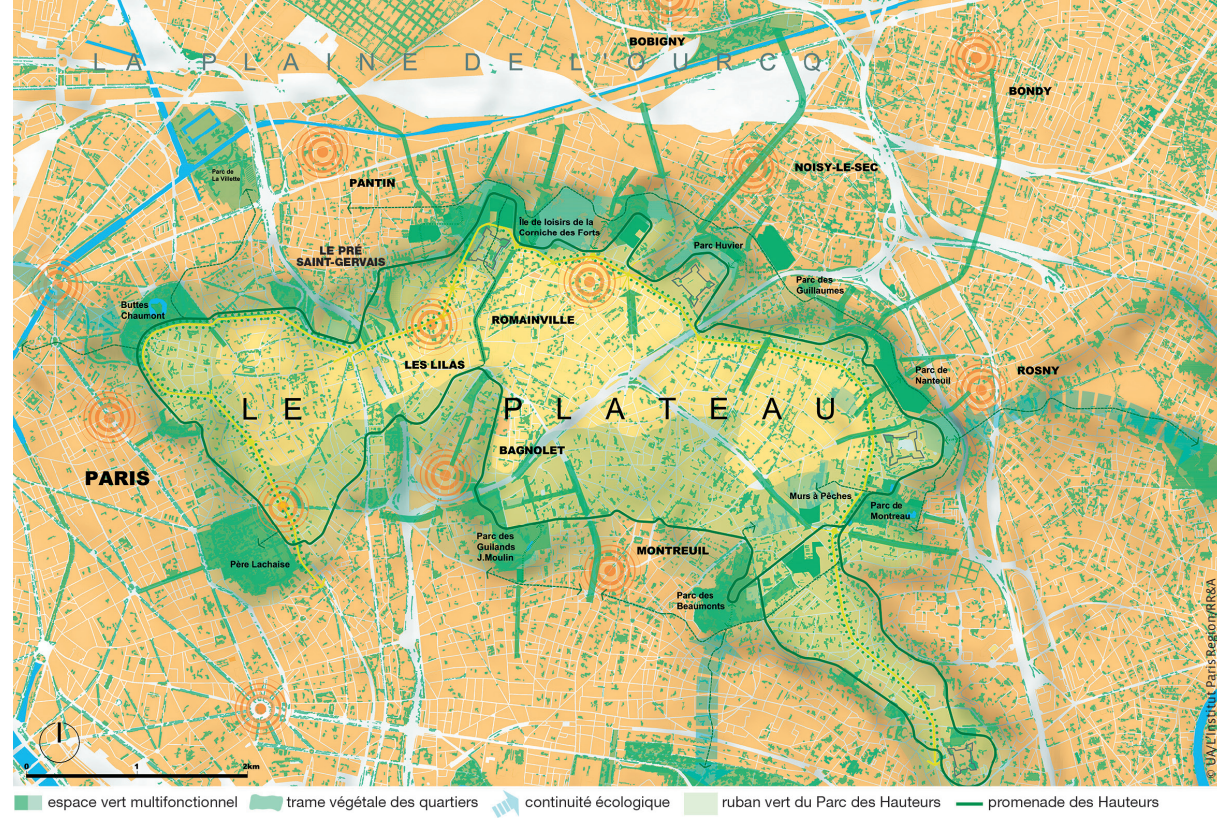 BOBIGNY
LA PLAINE DE L'OURCQ
BONDY
Parc de
La Villette
PANTIN
NOISY-LE-SEC
Île de loisirs de la
Corniche des Forts
LE PRÉ
SAINT-GERVAIS
Parc Huvier
Parc des
Guillaumes
Buttes
Chaumont
ROMAINVILLE
LES LILAS
Parc de
Nanteuil
ROSNY
LE PLATEAU
BAGNOLET
PARIS
Murs à Pêches
Parc de
Montreau
Parc des
Guilands
J.Moulin
MONTREUIL
Père Lachaise
Parc des
Beaumonts
0 1 2km
© UA/L'Institut Paris Region/RR&A
espace vert multifonctionnel
trame végétale des quartiers
continuité écologique
ruban vert du Parc des Hauteurs
promenade des Hauteurs